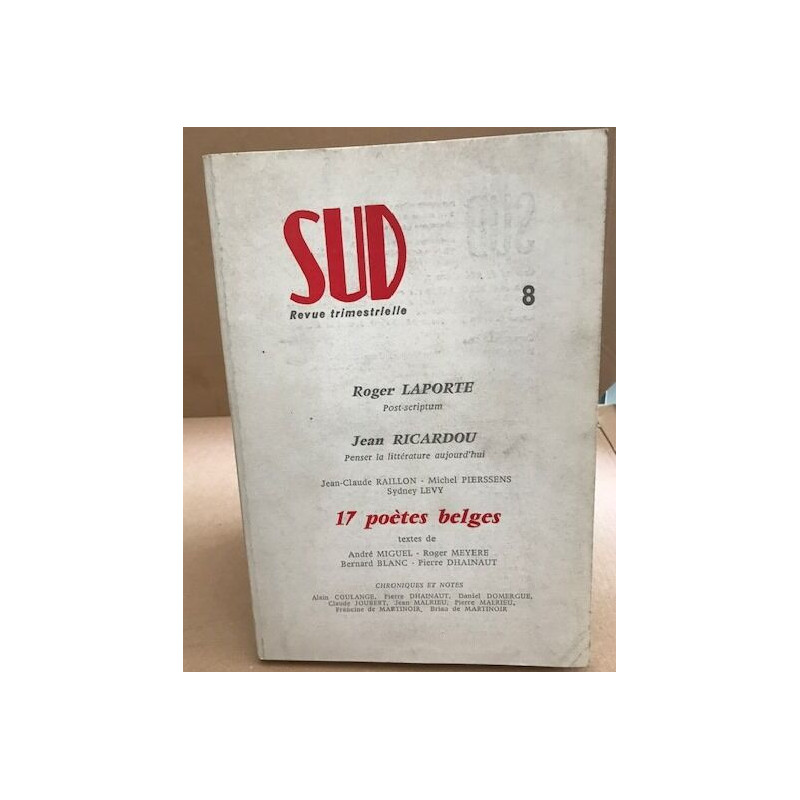 SUD
Revue trimestrielle
8
Roger LAPORTE
Post-scriptum
Jean RICARDOU
Penser la littérature aujourd'hui
Jean-Claude RAILLON - Michel PIERSSENS
Sydney LEVY
17 poètes belges
textes de
André MIGUEL - Roger MEYERE
Bernard BLANC - Pierre DHAINAUT
CHRONIQUES ET NOTES
Alain COULANGE, Pierre DHAINAUT, Daniel DOMERGUE,
Claude JOUBERT, Jean MALRIEU, Pierre MALRIEU,
Francine de MARTINOIR, Brian de MARTINOIR